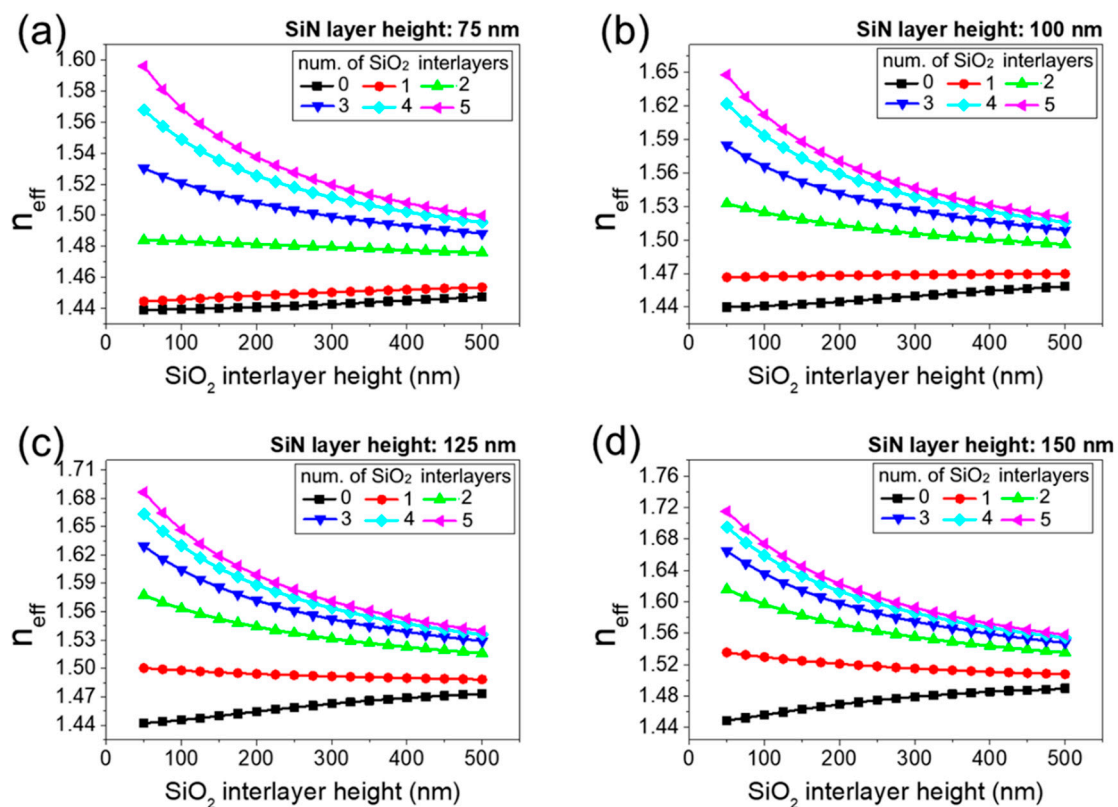 (a)
SiN layer height: 75 nm
num. of SiO₂ interlayers
0 1 2
3 4 5
1.60
1.58
1.56
1.54
1.52
1.50
1.48
1.46
1.44
n_eff
0 100 200 300 400 500
SiO₂ interlayer height (nm)
(b)
SiN layer height: 100 nm
num. of SiO₂ interlayers
0 1 2
3 4 5
1.65
1.62
1.59
1.56
1.53
1.50
1.47
1.44
n_eff
0 100 200 300 400 500
SiO₂ interlayer height (nm)
(c)
SiN layer height: 125 nm
num. of SiO₂ interlayers
0 1 2
3 4 5
1.71
1.68
1.65
1.62
1.59
1.56
1.53
1.50
1.47
1.44
n_eff
0 100 200 300 400 500
SiO₂ interlayer height (nm)
(d)
SiN layer height: 150 nm
num. of SiO₂ interlayers
0 1 2
3 4 5
1.76
1.72
1.68
1.64
1.60
1.56
1.52
1.48
1.44
n_eff
0 100 200 300 400 500
SiO₂ interlayer height (nm)